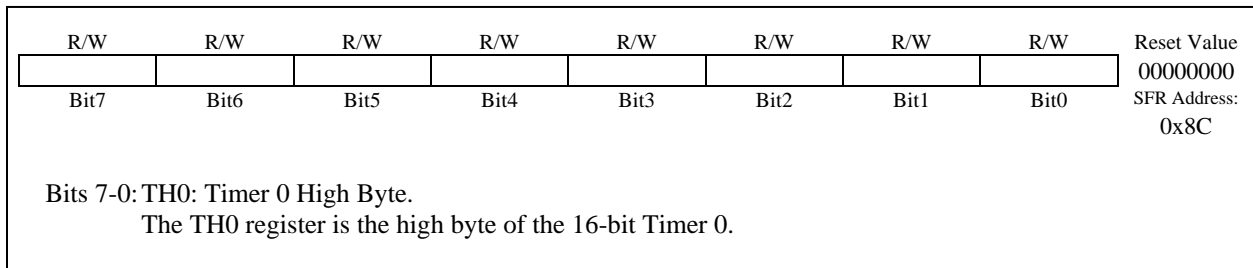 R/W R/W R/W R/W R/W R/W R/W R/W Reset Value
00000000
Bit7 Bit6 Bit5 Bit4 Bit3 Bit2 Bit1 Bit0 SFR Address:
0x8C
Bits 7-0: TH0: Timer 0 High Byte.
The TH0 register is the high byte of the 16-bit Timer 0.